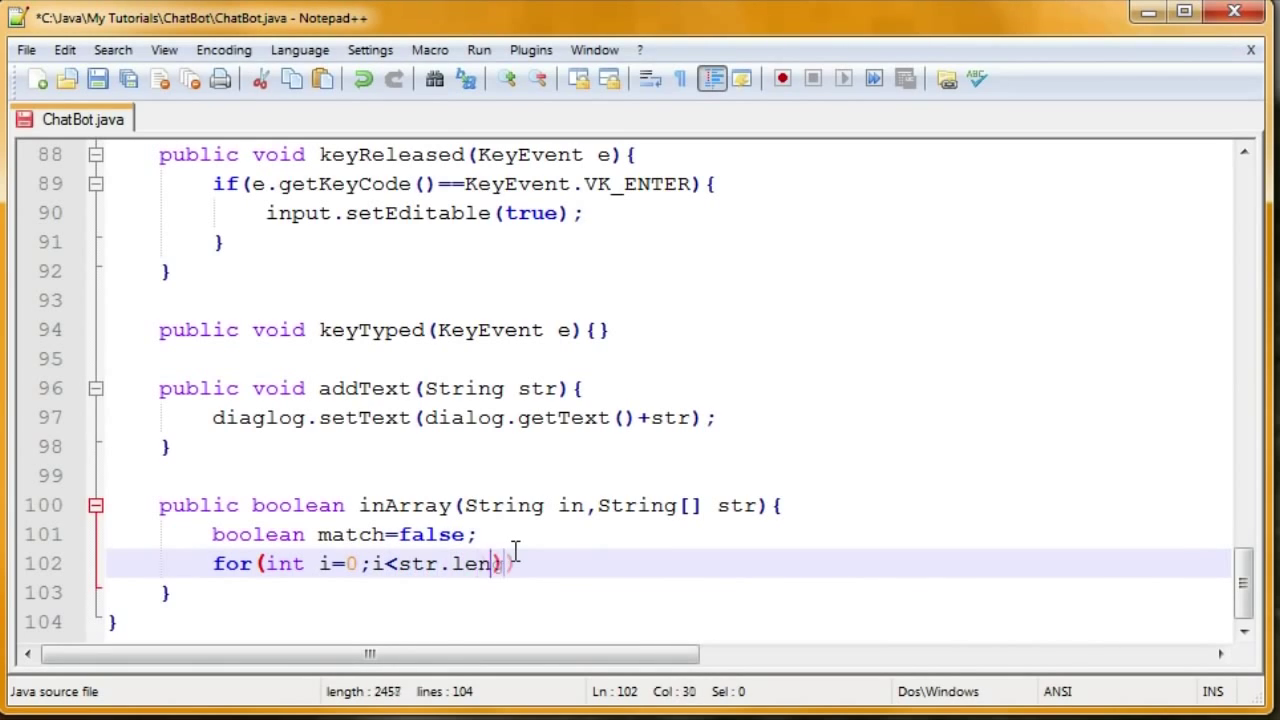 *C:\Java\My Tutorials\ChatBot\ChatBot.java - Notepad++
File Edit Search View Encoding Language Settings Macro Run Plugins Window ? X
ABC
ChatBot.java
88 public void keyReleased(KeyEvent e){
89 if(e.getKeyCode()==KeyEvent.VK_ENTER){
90 input.setEditable(true);
91 }
92 }
93
94 public void keyTyped(KeyEvent e){}
95
96 public void addText(String str){
97 diaglog.setText(dialog.getText()+str);
98 }
99
100 public boolean inArray(String in,String[] str){
101 boolean match=false;
102 for(int i=0;i<str.len)
103 }
104 }
Java source file length : 2457 lines : 104 Ln : 102 Col : 30 Sel : 0 Dos\Windows ANSI INS